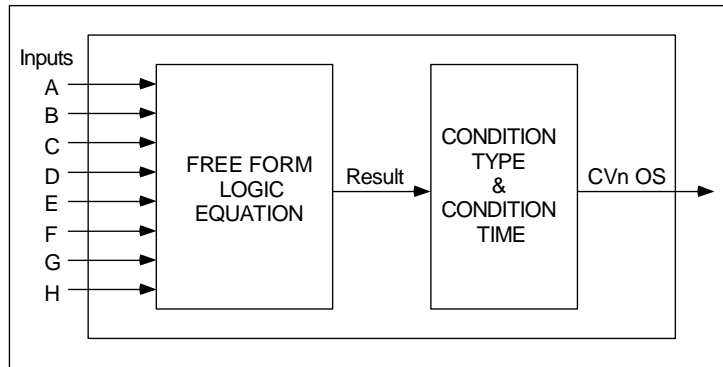 Inputs
A
B
C
D
E
F
G
H
FREE FORM
LOGIC
EQUATION
Result
CONDITION
TYPE
&
CONDITION
TIME
CVn OS